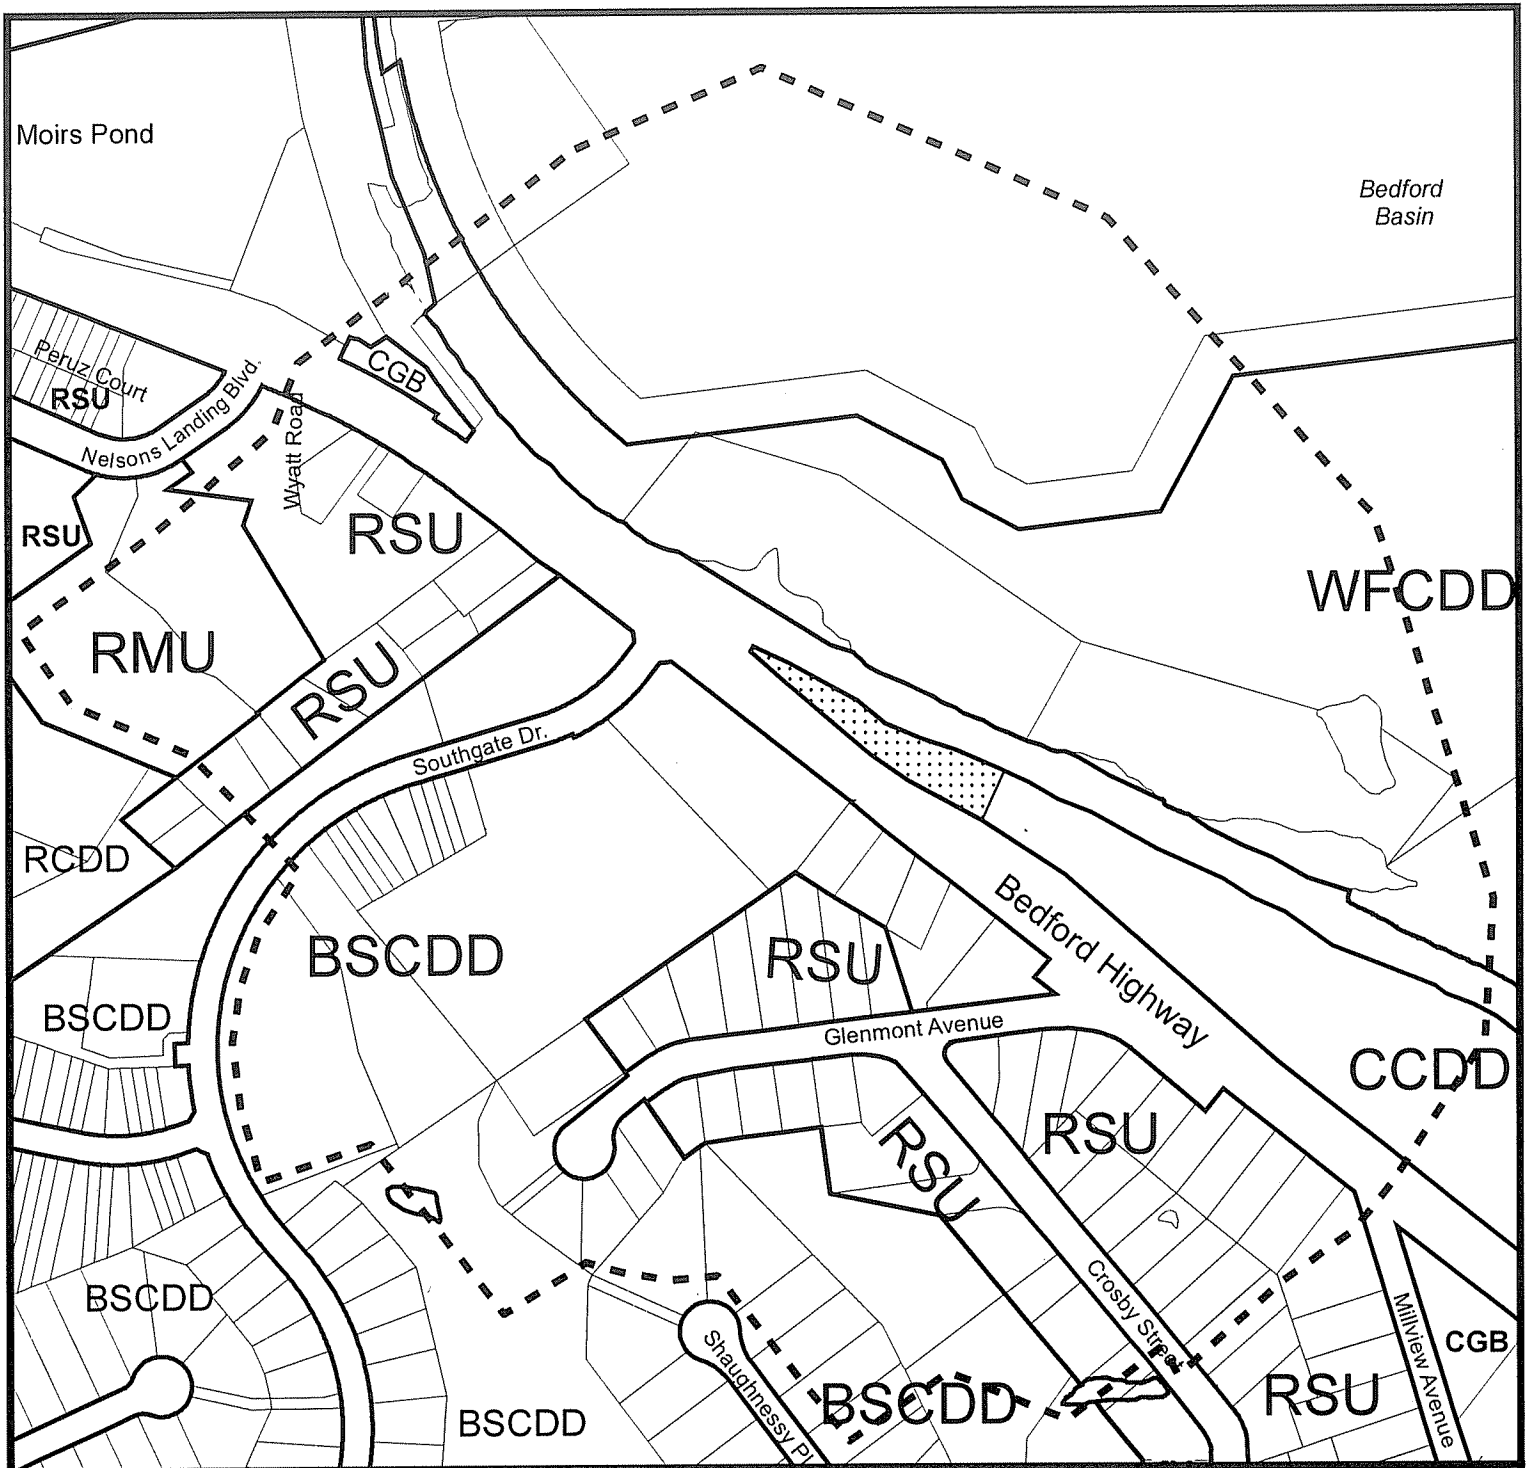 Moirs Pond
Bedford
Basin
Peruz Court
RSU
CGB
Nelsons Landing Blvd.
Wyatt Road
RSU
RSU
WFCDD
RMU
RSU
Southgate Dr.
RCDD
BSCDD
RSU
Bedford Highway
BSCDD
Glenmont Avenue
CCDD
RSU
RSU
BSCDD
Crosby Street
Millview Avenue
CGB
Shaughnessy Pl
BSCDD
RSU
BSCDD